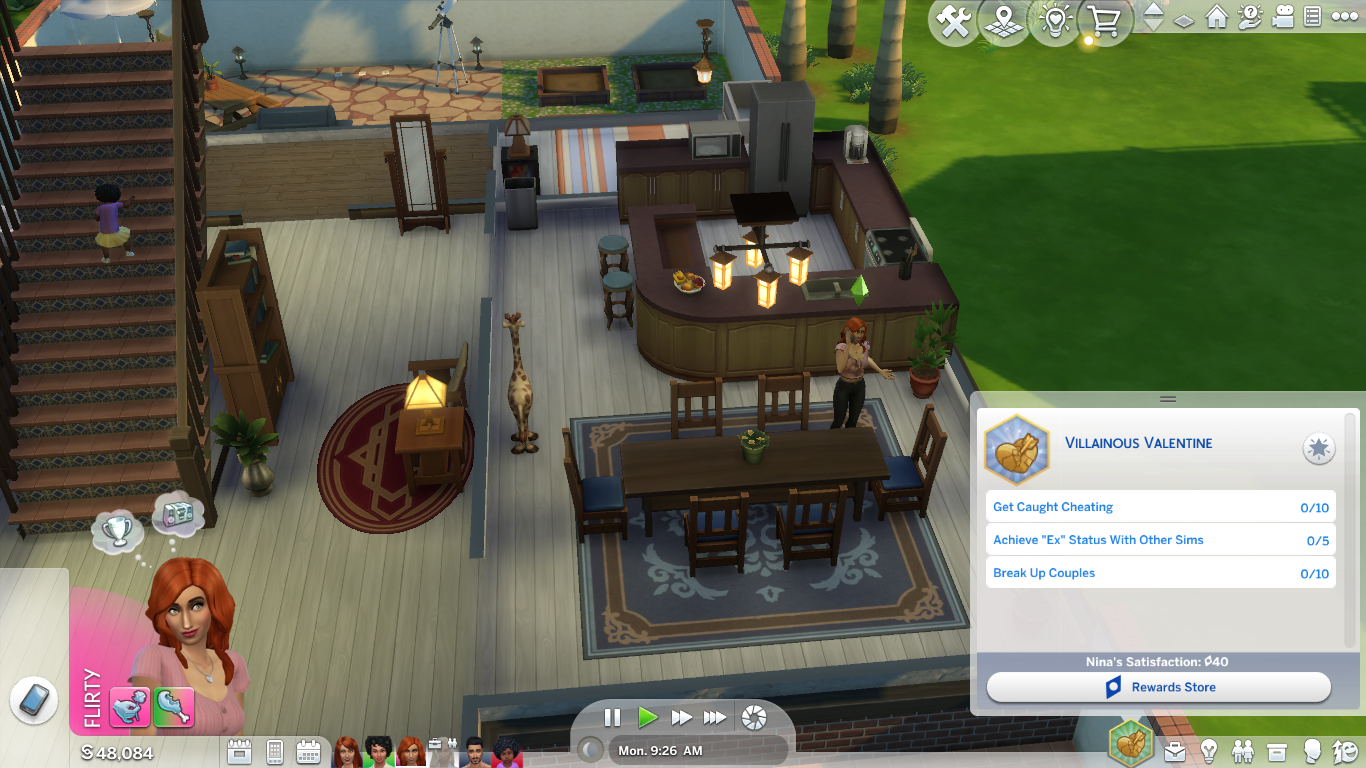 VILLAINOUS VALENTINE
Get Caught Cheating 0/10
Achieve "Ex" Status With Other Sims 0/5
Break Up Couples 0/10
Nina's Satisfaction: 40
Rewards Store
FLIRTY
§48,084
Mon. 9:26 AM